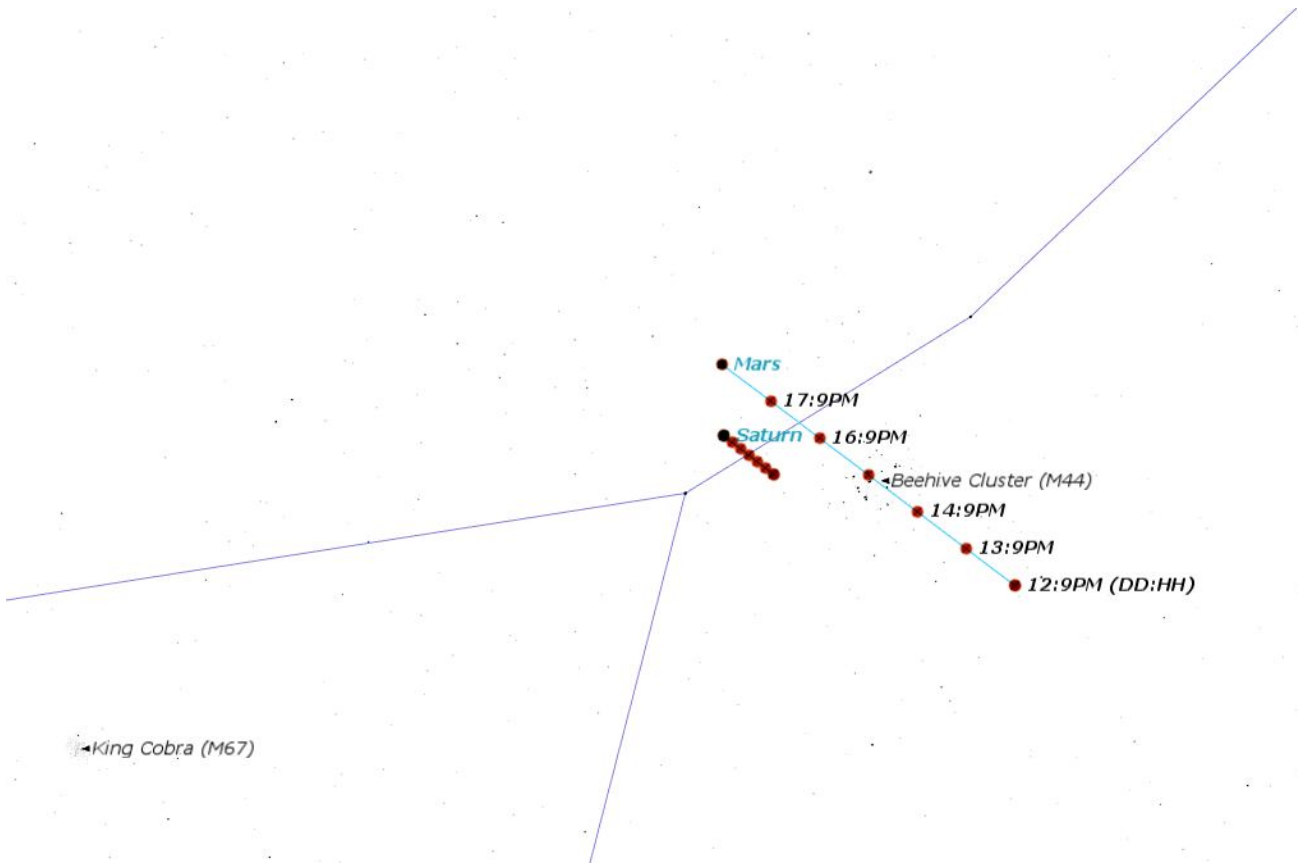 Mars
17:9PM
Saturn
16:9PM
◄Beehive Cluster (M44)
14:9PM
13:9PM
12:9PM (DD:HH)
◄King Cobra (M67)